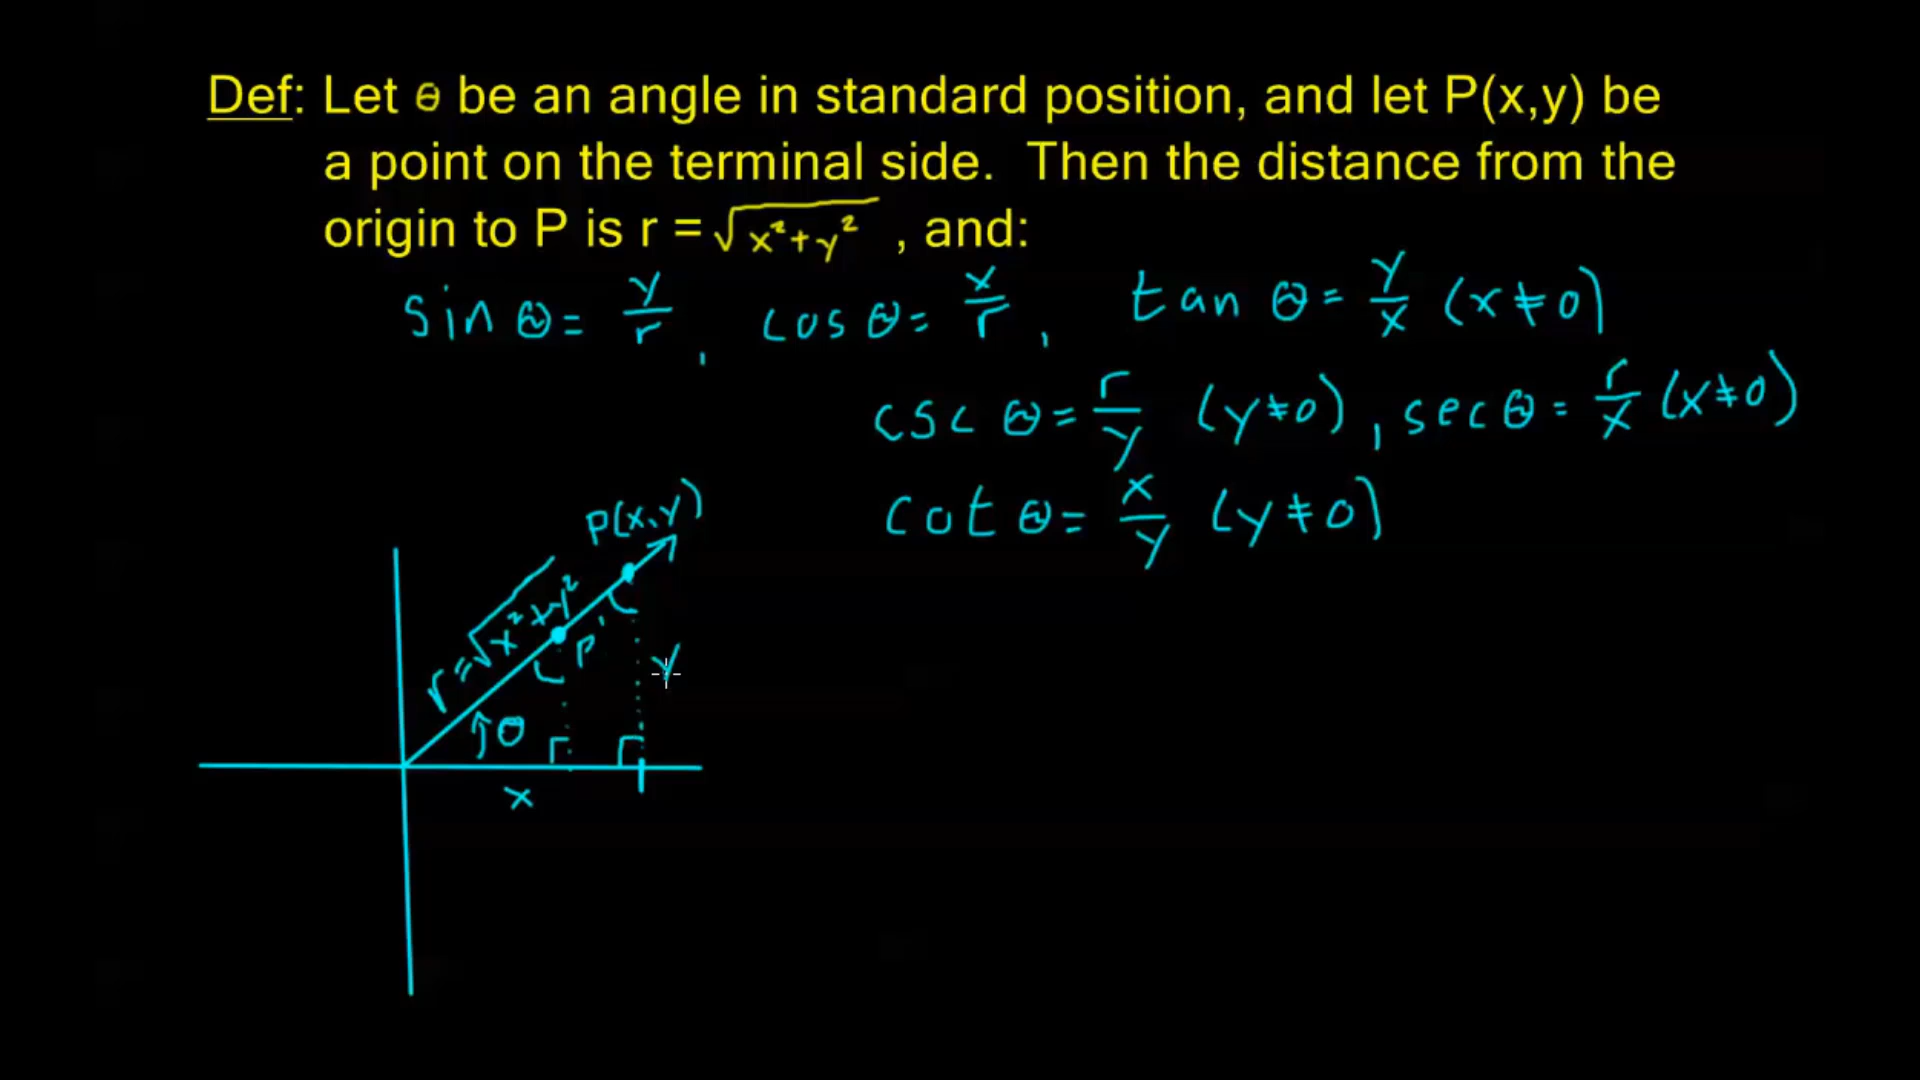 Def: Let θ be an angle in standard position, and let P(x,y) be
a point on the terminal side. Then the distance from the
origin to P is r = √x²+y² , and:
sin θ = y/r , cos θ = x/r , tan θ = y/x (x≠0)
csc θ = r/y (y≠0) , sec θ = r/x (x≠0)
cot θ = x/y (y≠0)
P(x,y)
r=√x²+y²
P'
y
θ
x